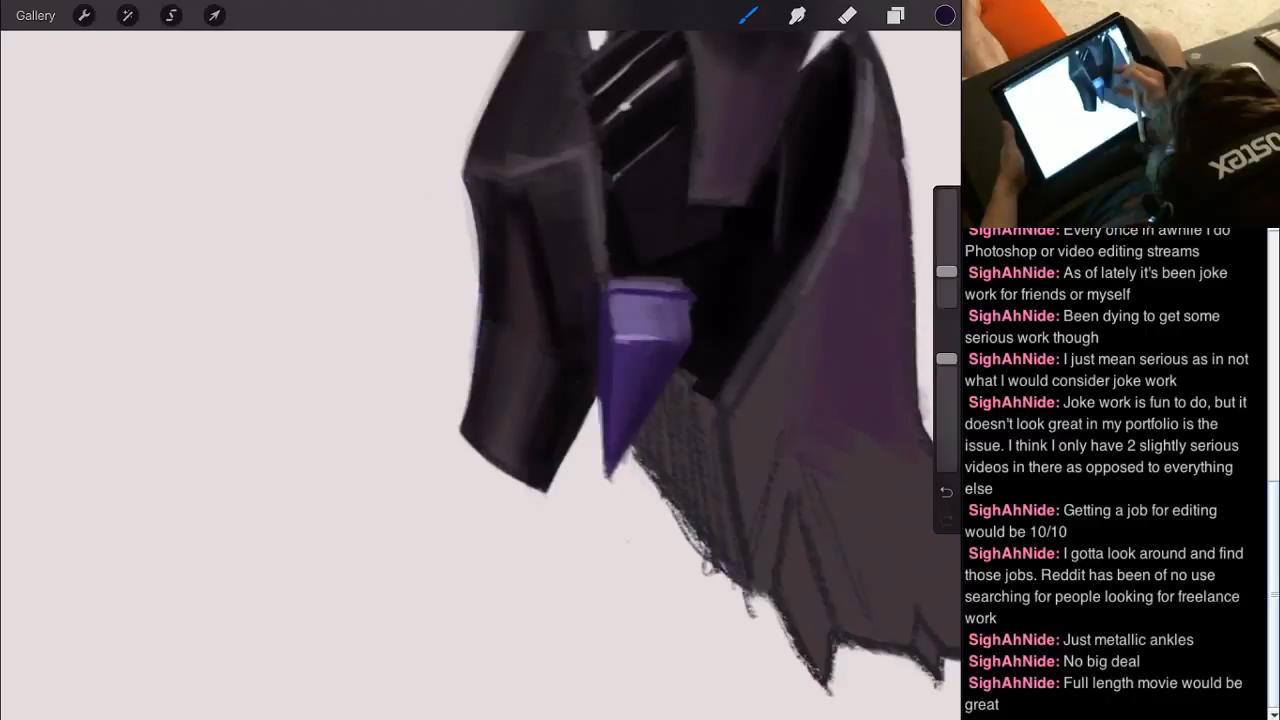 Gallery
SighAhNide: Every once in awhile I do
Photoshop or video editing streams
SighAhNide: As of lately it's been joke
work for friends or myself
SighAhNide: Been dying to get some
serious work though
SighAhNide: I just mean serious as in not
what I would consider joke work
SighAhNide: Joke work is fun to do, but it
doesn't look great in my portfolio is the
issue. I think I only have 2 slightly serious
videos in there as opposed to everything
else
SighAhNide: Getting a job for editing
would be 10/10
SighAhNide: I gotta look around and find
those jobs. Reddit has been of no use
searching for people looking for freelance
work
SighAhNide: Just metallic ankles
SighAhNide: No big deal
SighAhNide: Full length movie would be
great